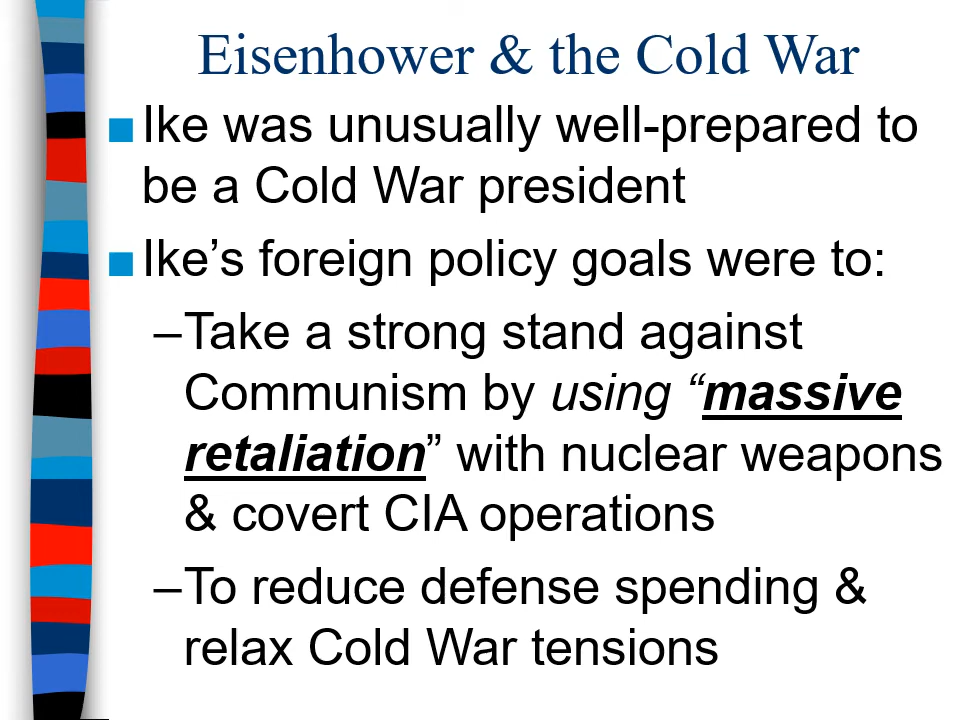 Eisenhower & the Cold War
■Ike was unusually well-prepared to
be a Cold War president
■Ike’s foreign policy goals were to:
–Take a strong stand against
Communism by using “massive
retaliation” with nuclear weapons
& covert CIA operations
–To reduce defense spending &
relax Cold War tensions